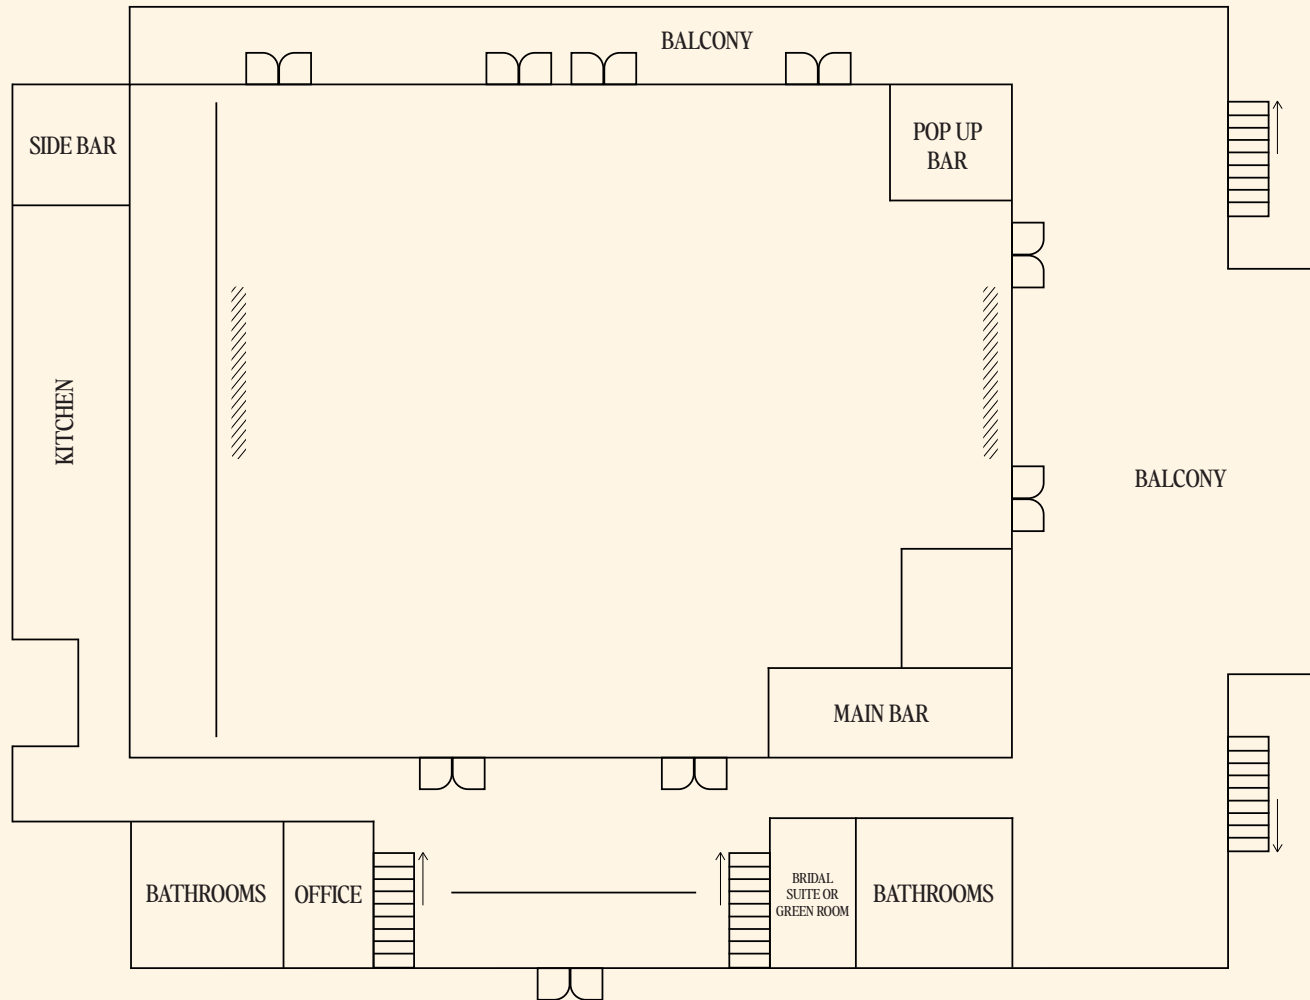 BALCONY
SIDE BAR
POP UP
BAR
KITCHEN
BALCONY
MAIN BAR
BATHROOMS
OFFICE
BRIDAL
SUITE OR
GREEN ROOM
BATHROOMS